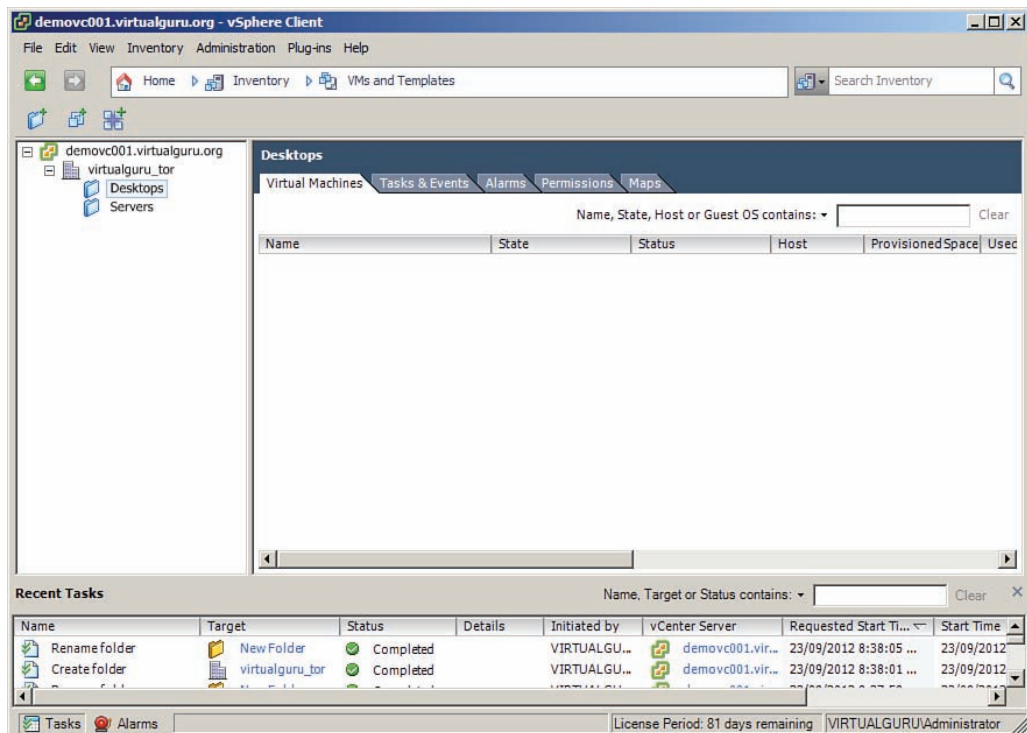 demovc001.virtualguru.org - vSphere Client
File Edit View Inventory Administration Plug-ins Help
Home Inventory VMs and Templates Search Inventory
demovc001.virtualguru.org
virtualguru_tor
Desktops
Servers
Desktops
Virtual Machines Tasks & Events Alarms Permissions Maps
Name, State, Host or Guest OS contains: Clear
Name State Status Host Provisioned Space Used
Recent Tasks Name, Target or Status contains: Clear
Name Target Status Details Initiated by vCenter Server Requested Start Ti... Start Time
Rename folder New Folder Completed VIRTUALGU... demovc001.vir... 23/09/2012 8:38:05 ... 23/09/2012
Create folder virtualguru_tor Completed VIRTUALGU... demovc001.vir... 23/09/2012 8:38:01 ... 23/09/2012
Tasks Alarms License Period: 81 days remaining VIRTUALGURU\Administrator